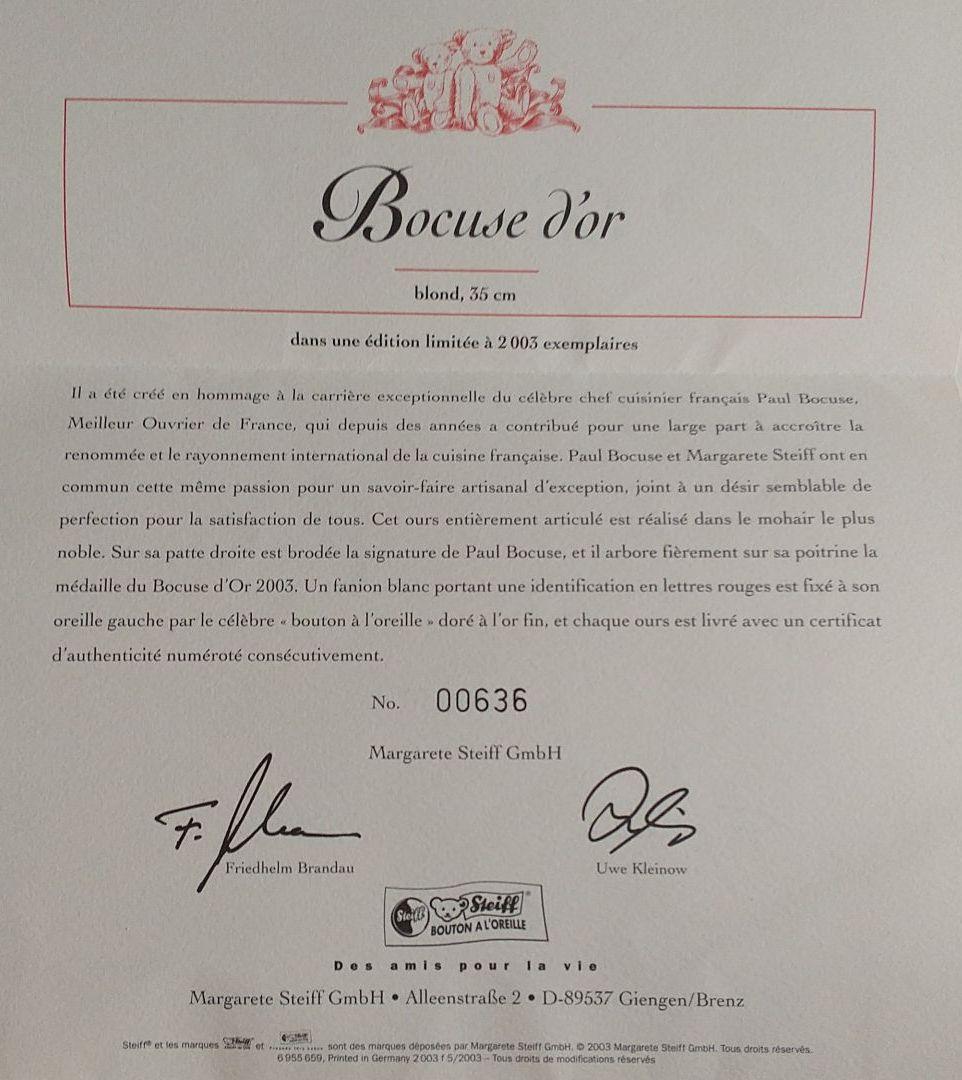 Bocuse d'or
blond, 35 cm
dans une édition limitée à 2 003 exemplaires
Il a été créé en hommage à la carrière exceptionnelle du célèbre chef cuisinier français Paul Bocuse,
Meilleur Ouvrier de France, qui depuis des années a contribué pour une large part à accroître la
renommée et le rayonnement international de la cuisine française. Paul Bocuse et Margarete Steiff ont en
commun cette même passion pour un savoir-faire artisanal d'exception, joint à un désir semblable de
perfection pour la satisfaction de tous. Cet ours entièrement articulé est réalisé dans le mohair le plus
noble. Sur sa patte droite est brodée la signature de Paul Bocuse, et il arbore fièrement sur sa poitrine la
médaille du Bocuse d'Or 2003. Un fanion blanc portant une identification en lettres rouges est fixé à son
oreille gauche par le célèbre « bouton à l'oreille » doré à l'or fin, et chaque ours est livré avec un certificat
d'authenticité numéroté consécutivement.
No. 00636
Margarete Steiff GmbH
Friedhelm Brandau Uwe Kleinow
Steiff Steiff®
BOUTON A L'OREILLE
Des amis pour la vie
Margarete Steiff GmbH • Alleenstraße 2 • D-89537 Giengen/Brenz
Steiff® et les marques Steiff et sont des marques déposées par Margarete Steiff GmbH. © 2003 Margarete Steiff GmbH. Tous droits réservés.
6 955 659, Printed in Germany 2003 f 5/2003 – Tous droits de modifications réservés